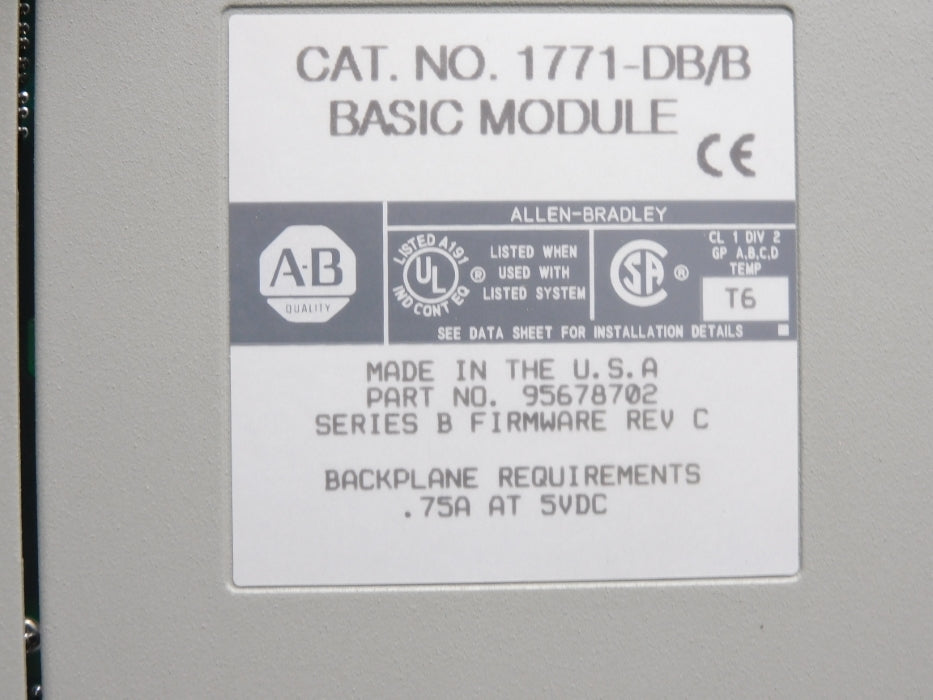 CAT. NO. 1771-DB/B
BASIC MODULE
CE
ALLEN-BRADLEY
A-B
QUALITY
LISTED A191
UL
IND CONT EQ
®
LISTED WHEN
USED WITH
LISTED SYSTEM
SA
®
CL 1 DIV 2
GP A,B,C,D
TEMP
T6
SEE DATA SHEET FOR INSTALLATION DETAILS
MADE IN THE U.S.A
PART NO. 95678702
SERIES B FIRMWARE REV C
BACKPLANE REQUIREMENTS
.75A AT 5VDC